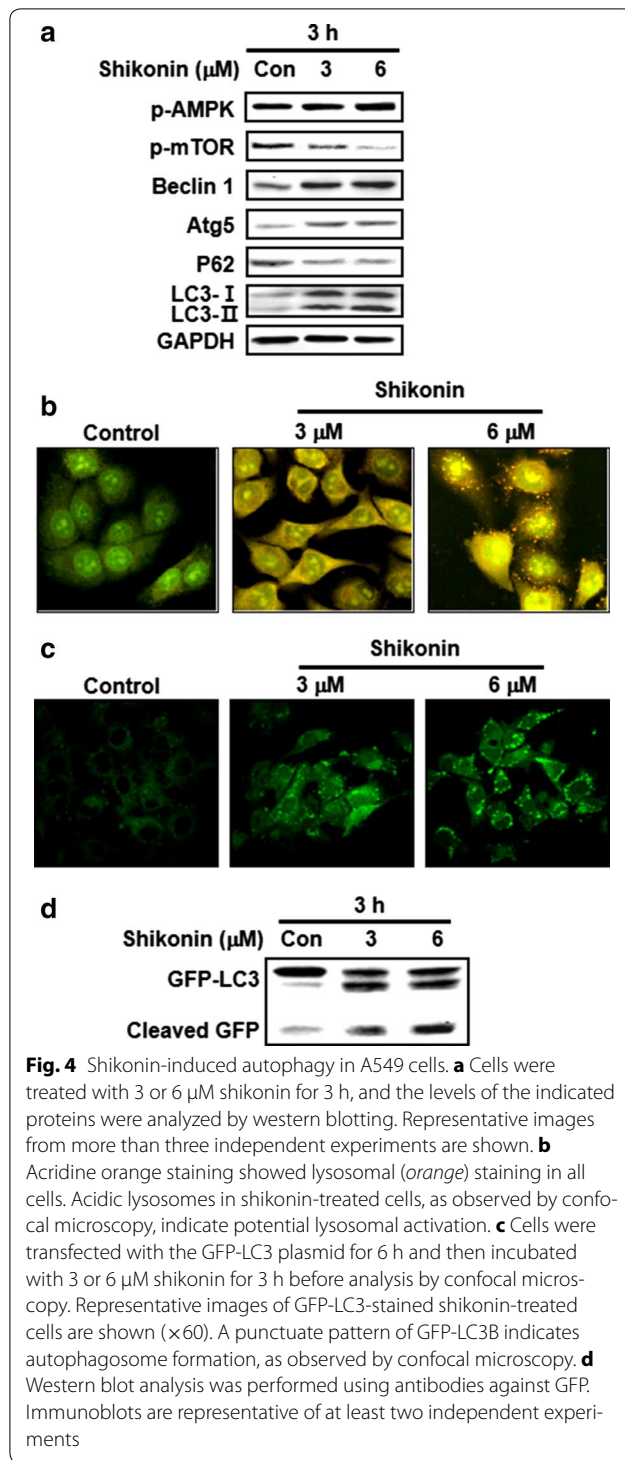 a
3 h
Shikonin (µM) Con 3 6
p-AMPK
p-mTOR
Beclin 1
Atg5
P62
LC3-Ⅰ
LC3-Ⅱ
GAPDH
b
Shikonin
Control 3 µM 6 µM
c
Shikonin
Control 3 µM 6 µM
d
3 h
Shikonin (µM) Con 3 6
GFP-LC3
Cleaved GFP
Fig. 4 Shikonin-induced autophagy in A549 cells. a Cells were
treated with 3 or 6 µM shikonin for 3 h, and the levels of the indicated
proteins were analyzed by western blotting. Representative images
from more than three independent experiments are shown. b
Acridine orange staining showed lysosomal (orange) staining in all
cells. Acidic lysosomes in shikonin-treated cells, as observed by confo-
cal microscopy, indicate potential lysosomal activation. c Cells were
transfected with the GFP-LC3 plasmid for 6 h and then incubated
with 3 or 6 µM shikonin for 3 h before analysis by confocal micros-
copy. Representative images of GFP-LC3-stained shikonin-treated
cells are shown (×60). A punctuate pattern of GFP-LC3B indicates
autophagosome formation, as observed by confocal microscopy. d
Western blot analysis was performed using antibodies against GFP.
Immunoblots are representative of at least two independent experi-
ments